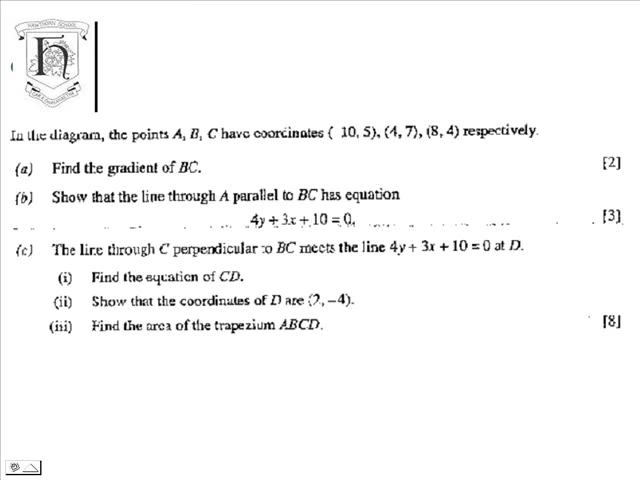 HAWTHORN SCHOOL
In the diagram, the points A, B, C have coordinates ( 10, 5), (4, 7), (8, 4) respectively.
(a) Find the gradient of BC. [2]
(b) Show that the line through A parallel to BC has equation
4y + 3x + 10 = 0. [3]
(c) The line through C perpendicular to BC meets the line 4y + 3x + 10 = 0 at D.
(i) Find the equation of CD.
(ii) Show that the coordinates of D are (2, −4).
(iii) Find the area of the trapezium ABCD. [8]